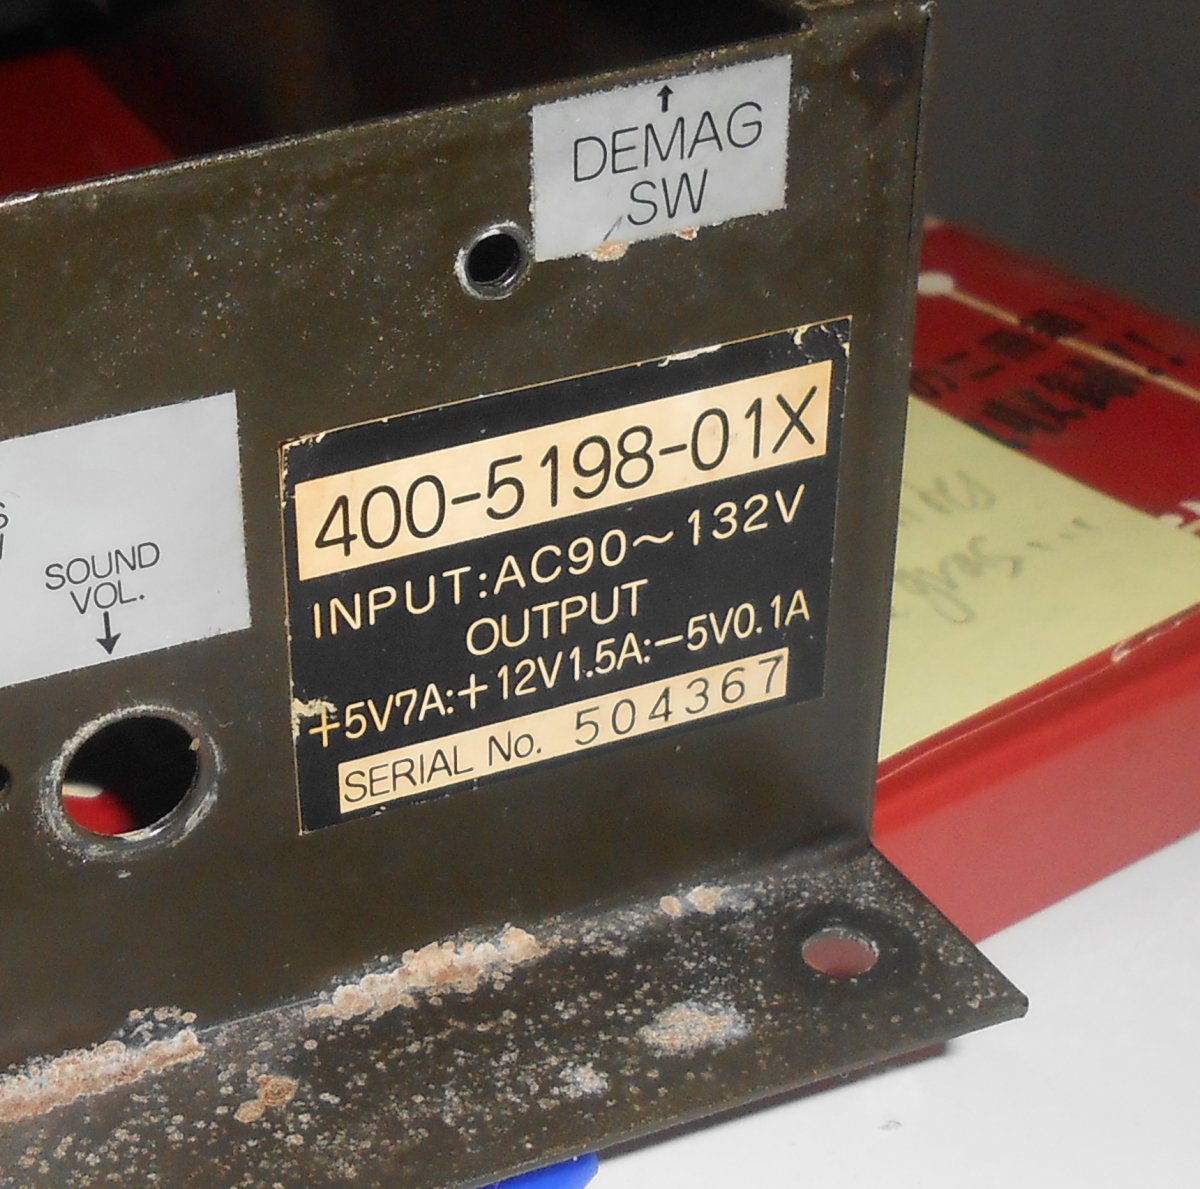 ↑
DEMAG
SW
SOUND
VOL.
↓
400-5198-01X
INPUT:AC90~132V
OUTPUT
+5V7A:+12V1.5A:-5V0.1A
SERIAL No. 504367